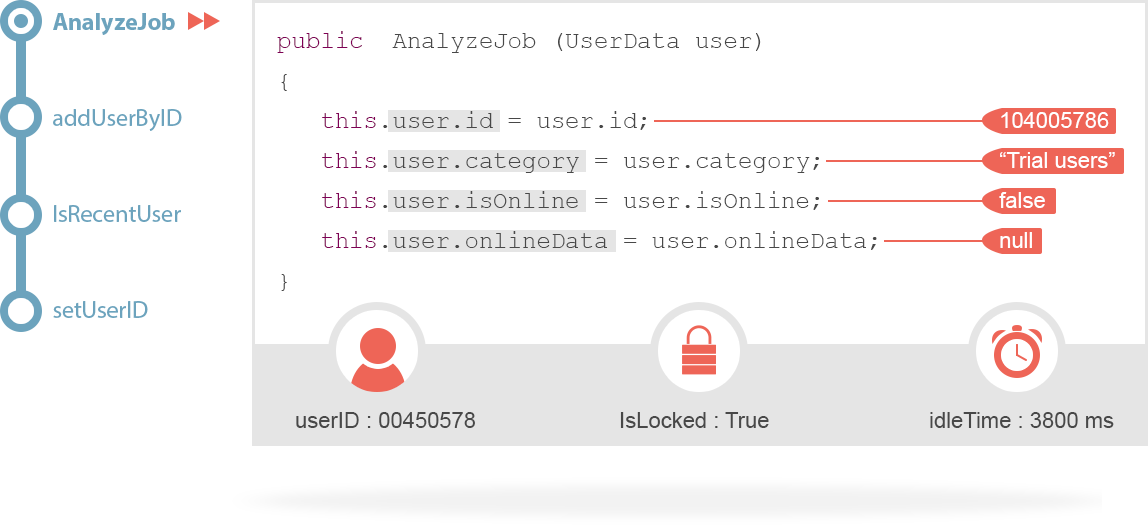 AnalyzeJob
addUserByID
IsRecentUser
setUserID
public AnalyzeJob (UserData user)
{
this.user.id = user.id; 104005786
this.user.category = user.category; “Trial users”
this.user.isOnline = user.isOnline; false
this.user.onlineData = user.onlineData; null
}
userID : 00450578
IsLocked : True
idleTime : 3800 ms